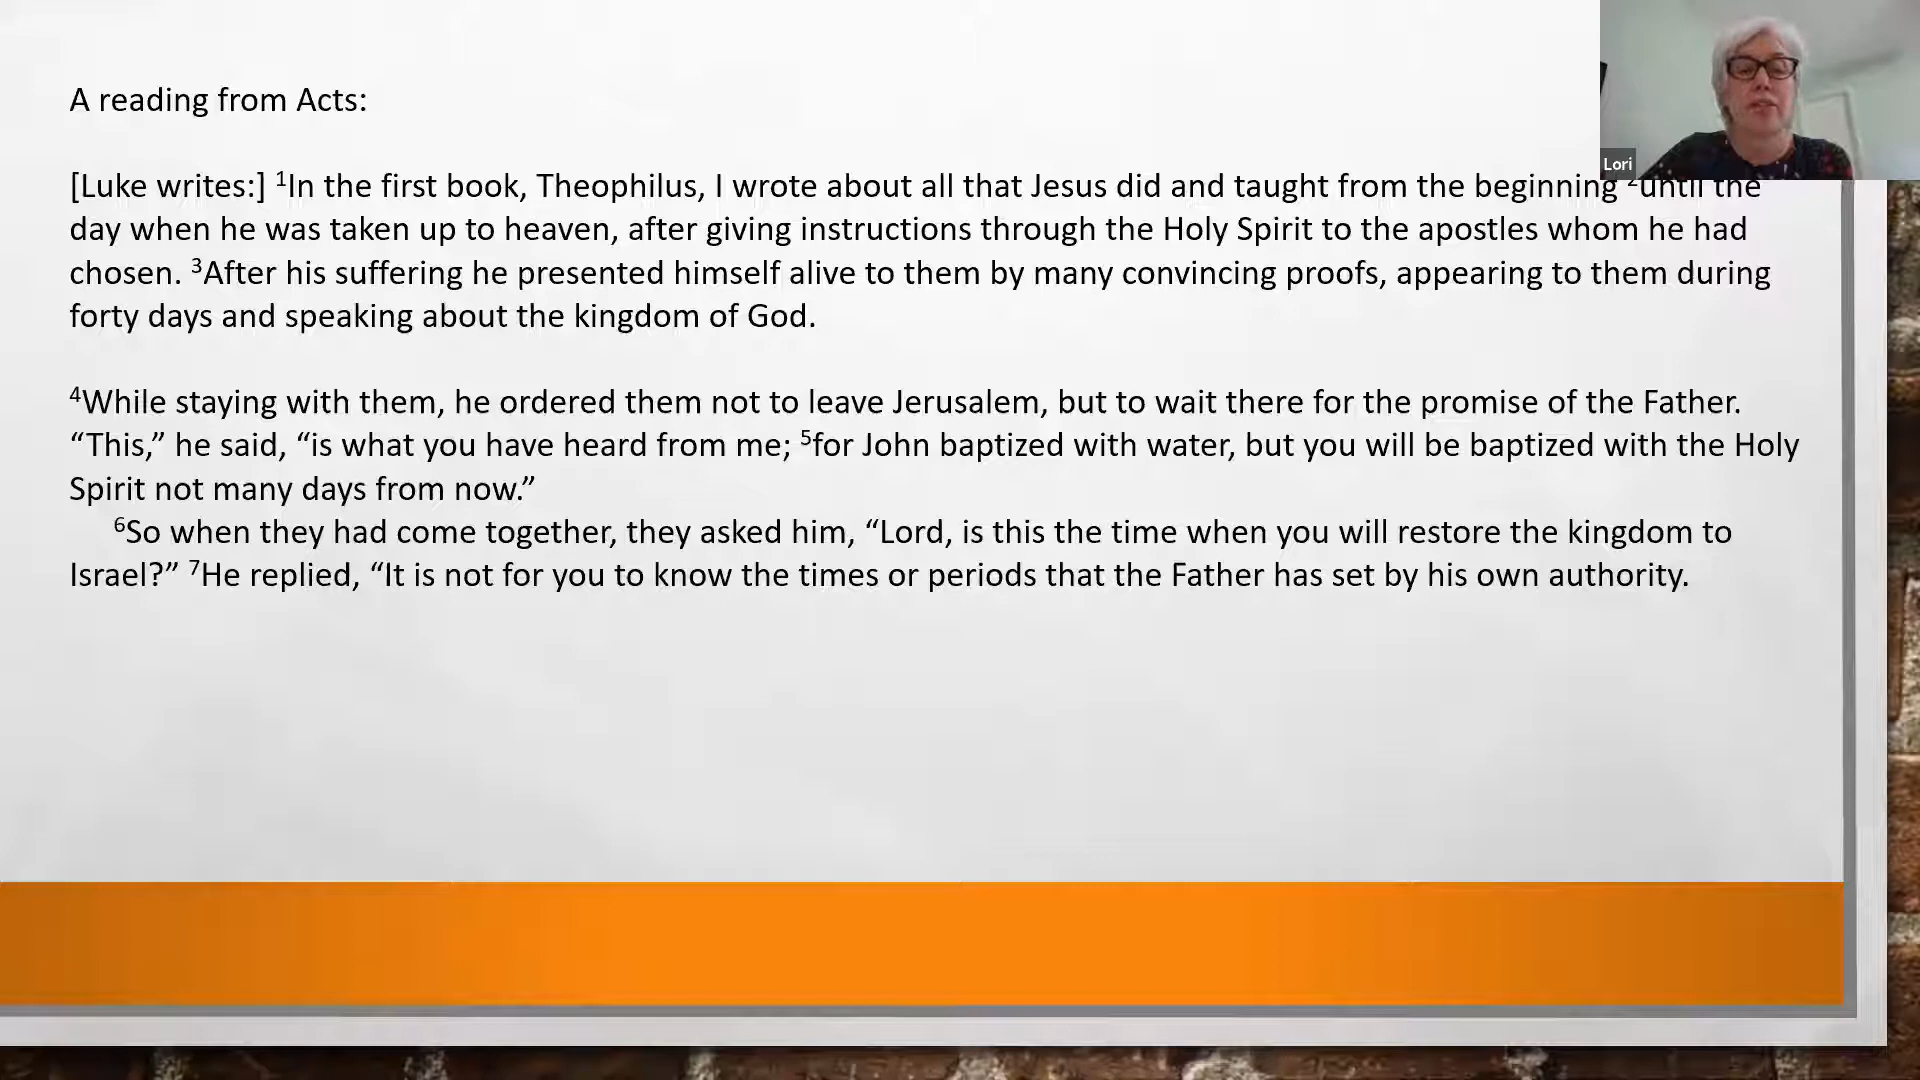 A reading from Acts:
[Luke writes:] ¹In the first book, Theophilus, I wrote about all that Jesus did and taught from the beginning ²until the
day when he was taken up to heaven, after giving instructions through the Holy Spirit to the apostles whom he had
chosen. ³After his suffering he presented himself alive to them by many convincing proofs, appearing to them during
forty days and speaking about the kingdom of God.
⁴While staying with them, he ordered them not to leave Jerusalem, but to wait there for the promise of the Father.
“This,” he said, “is what you have heard from me; ⁵for John baptized with water, but you will be baptized with the Holy
Spirit not many days from now.”
⁶So when they had come together, they asked him, “Lord, is this the time when you will restore the kingdom to
Israel?” ⁷He replied, “It is not for you to know the times or periods that the Father has set by his own authority.
Lori